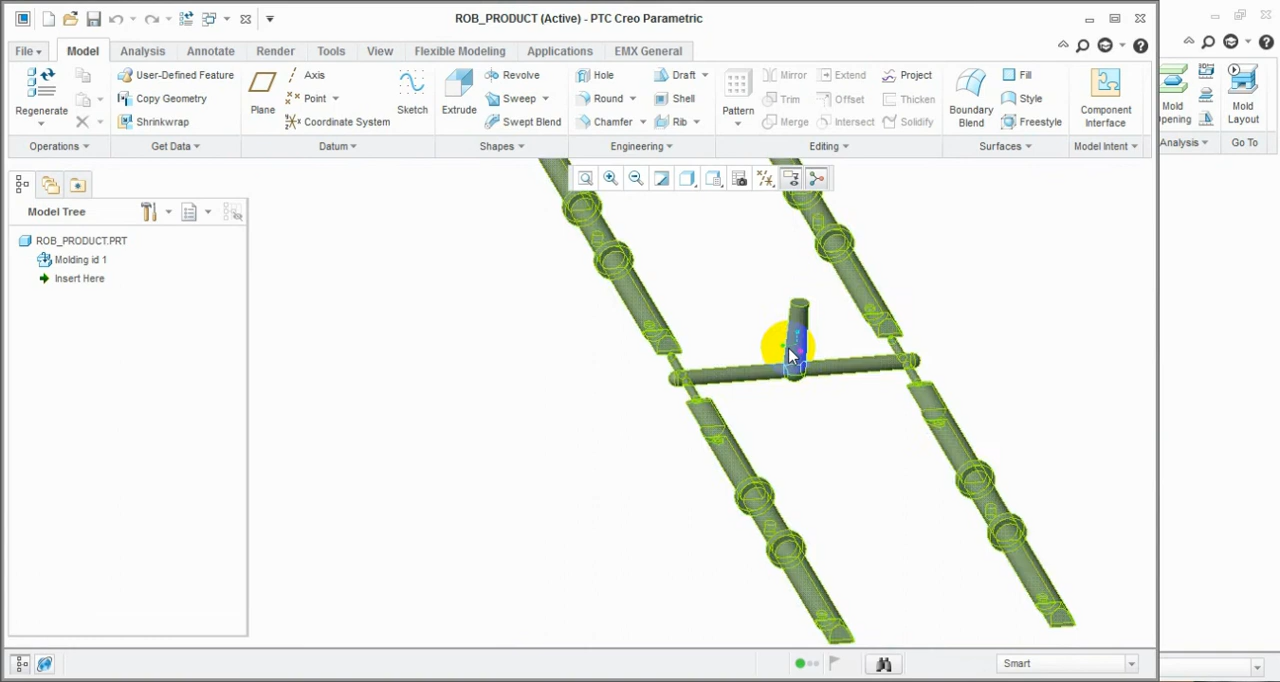 ROB_PRODUCT (Active) - PTC Creo Parametric
File Model Analysis Annotate Render Tools View Flexible Modeling Applications EMX General
User-Defined Feature Axis Revolve Hole Draft Mirror Extend Project Fill
Copy Geometry Point Sweep Round Shell Trim Offset Thicken Style
Regenerate Plane Sketch Extrude Pattern Boundary Blend Component Interface Mold Opening Mold Layout
Shrinkwrap Coordinate System Swept Blend Chamfer Rib Merge Intersect Solidify Freestyle
Operations Get Data Datum Shapes Engineering Editing Surfaces Model Intent Analysis Go To
Model Tree
ROB_PRODUCT.PRT
Molding id 1
Insert Here
Smart